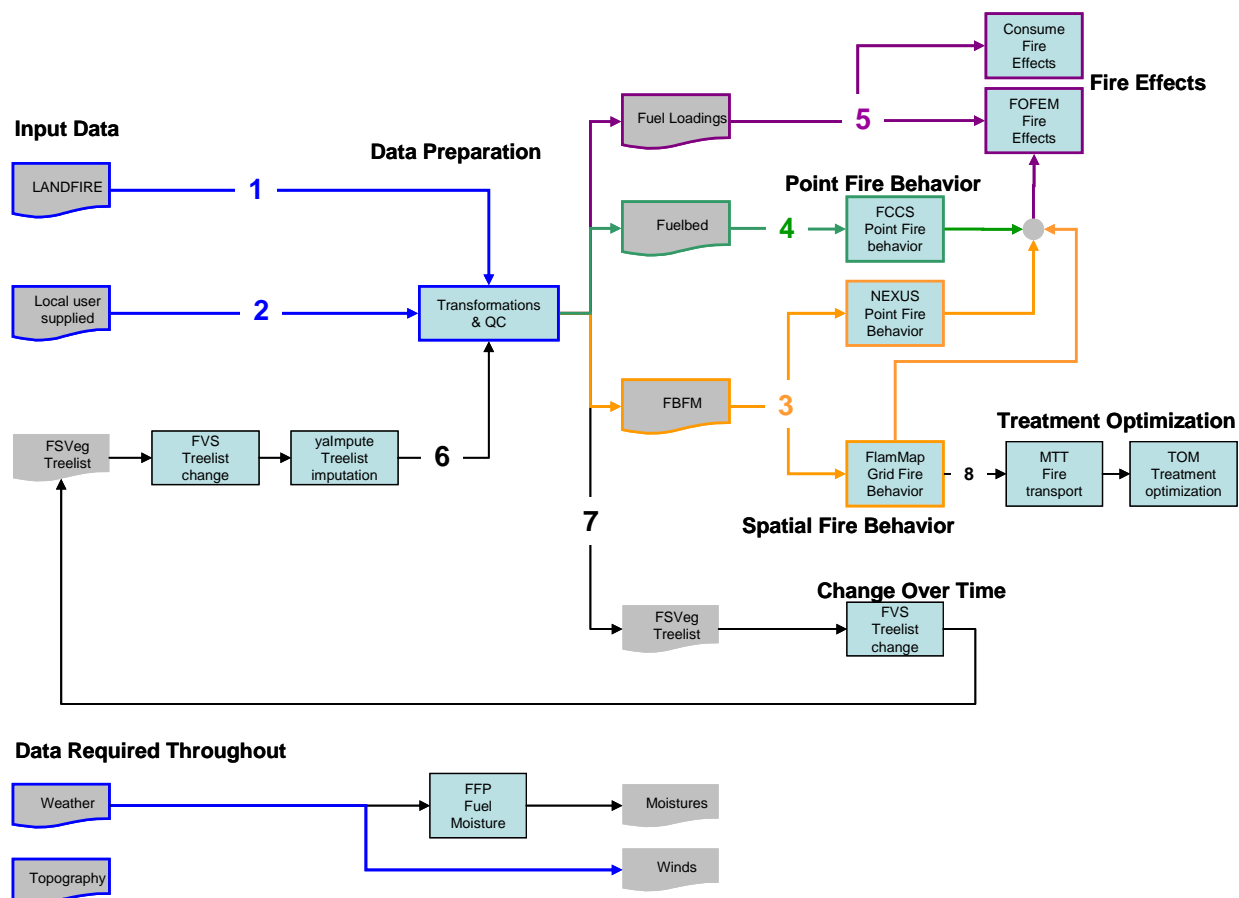 Consume
Fire
Effects
Fire Effects
Fuel Loadings
5
FOFEM
Fire
Effects
Input Data
Data Preparation
LANDFIRE
1
Point Fire Behavior
Fuelbed
4
FCCS
Point Fire
behavior
Local user
supplied
2
Transformations
& QC
NEXUS
Point Fire
Behavior
FBFM
3
Treatment Optimization
FSVeg
Treelist
FVS
Treelist
change
yaImpute
Treelist
imputation
6
FlamMap
Grid Fire
Behavior
8
MTT
Fire
transport
TOM
Treatment
optimization
7
Spatial Fire Behavior
Change Over Time
FSVeg
Treelist
FVS
Treelist
change
Data Required Throughout
Weather
FFP
Fuel
Moisture
Moistures
Winds
Topography